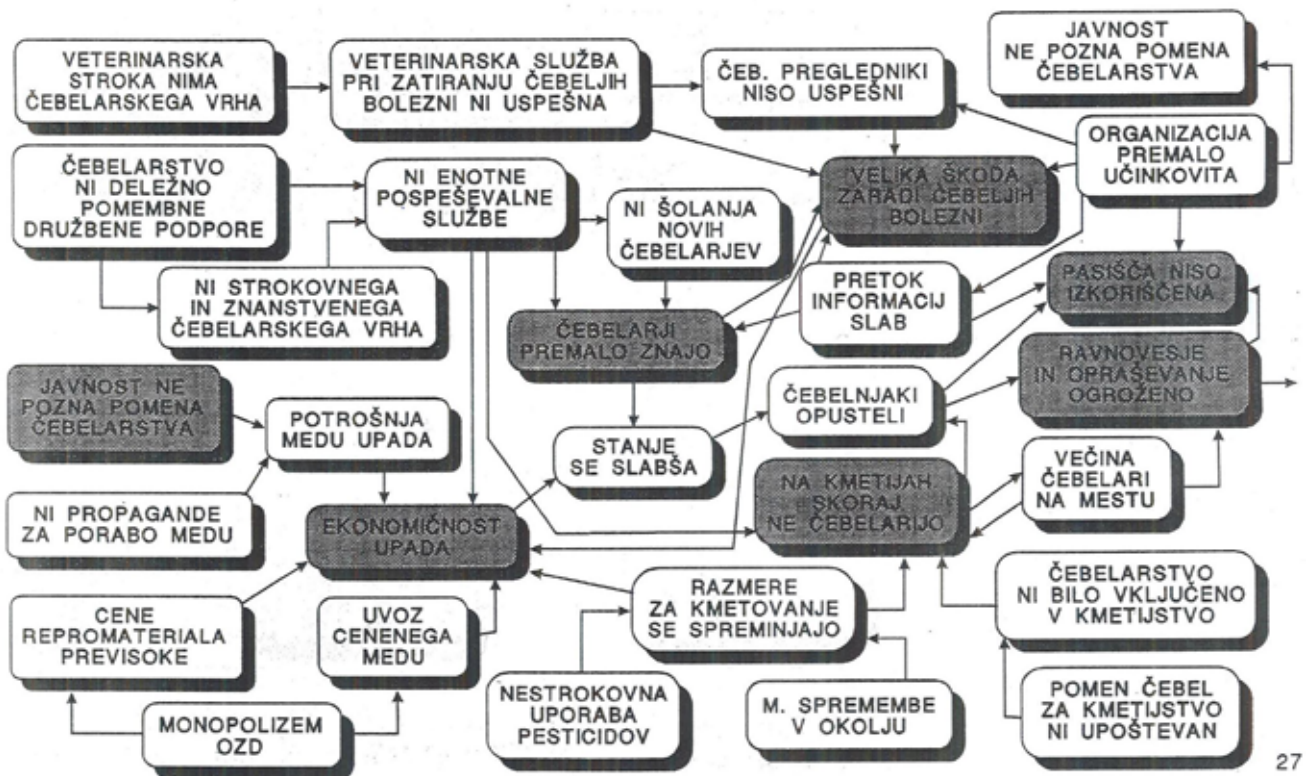 VETERINARSKA
STROKA NIMA
ČEBELARSKEGA VRHA
VETERINARSKA SLUŽBA
PRI ZATIRANJU ČEBELJIH
BOLEZNI NI USPEŠNA
ČEB. PREGLEDNIKI
NISO USPEŠNI
JAVNOST
NE POZNA POMENA
ČEBELARSTVA
ČEBELARSTVO
NI DELEŽNO
POMEMBNE
DRUŽBENE PODPORE
NI ENOTNE
POSPEŠEVALNE
SLUŽBE
NI ŠOLANJA
NOVIH
ČEBELARJEV
VELIKA ŠKODA
ZARADI ČEBELJIH
BOLEZNI
ORGANIZACIJA
PREMALO
UČINKOVITA
NI STROKOVNEGA
IN ZNANSTVENEGA
ČEBELARSKEGA VRHA
ČEBELARJI
PREMALO ZNAJO
PRETOK
INFORMACIJ
SLAB
PASIŠČA NISO
IZKORIŠČENA
JAVNOST NE
POZNA POMENA
ČEBELARSTVA
POTROŠNJA
MEDU UPADA
STANJE
SE SLABŠA
ČEBELNJAKI
OPUSTELI
RAVNOVESJE
IN OPRAŠEVANJE
OGROŽENO
NI PROPAGANDE
ZA PORABO MEDU
EKONOMIČNOST
UPADA
NA KMETIJAH
SKORAJ
NE ČEBELARIJO
VEČINA
ČEBELARI
NA MESTU
CENE
REPROMATERIALA
PREVISOKE
UVOZ
CENENEGA
MEDU
RAZMERE
ZA KMETOVANJE
SE SPREMINJAJO
ČEBELARSTVO
NI BILO VKLJUČENO
V KMETIJSTVO
MONOPOLIZEM
OZD
NESTROKOVNA
UPORABA
PESTICIDOV
M. SPREMEMBE
V OKOLJU
POMEN ČEBEL
ZA KMETIJSTVO
NI UPOŠTEVAN
27